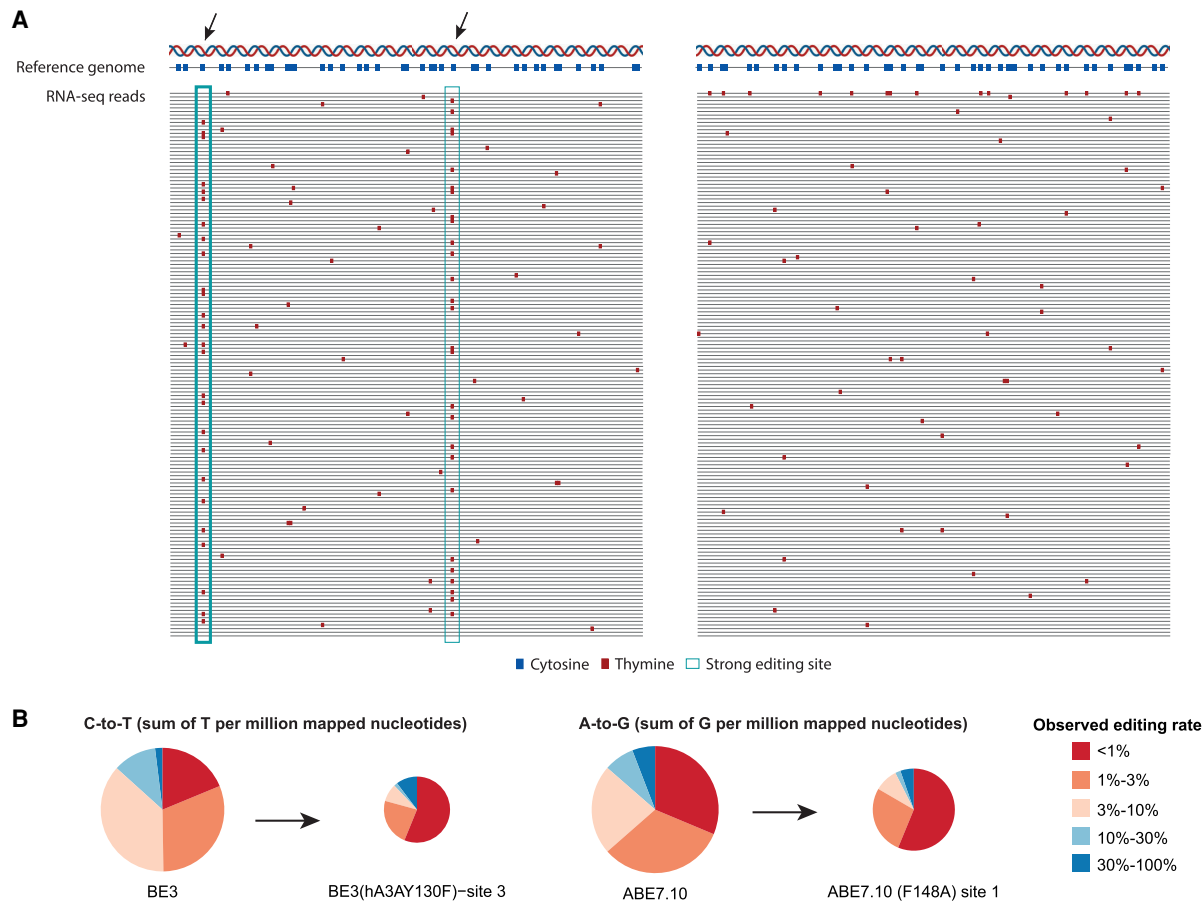 A
Reference genome
RNA-seq reads
Cytosine Thymine Strong editing site
B
C-to-T (sum of T per million mapped nucleotides)
A-to-G (sum of G per million mapped nucleotides)
Observed editing rate
<1%
1%-3%
3%-10%
10%-30%
30%-100%
BE3
BE3(hA3AY130F)−site 3
ABE7.10
ABE7.10 (F148A) site 1